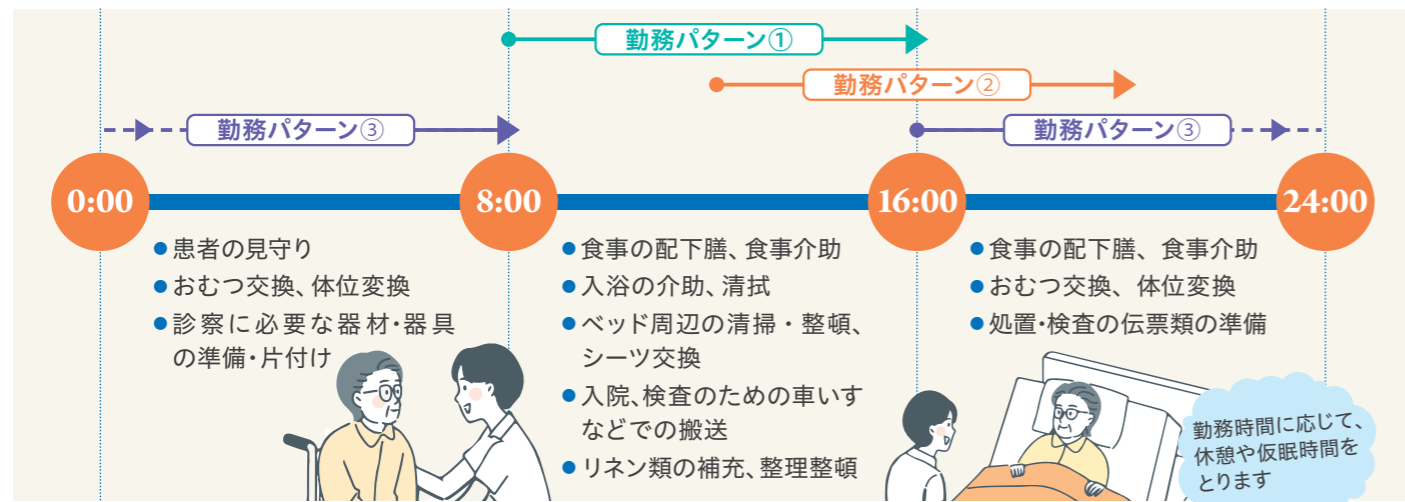 勤務パターン①
勤務パターン②
勤務パターン③
勤務パターン③
0:00
8:00
16:00
24:00
●患者の見守り
●おむつ交換、体位変換
●診察に必要な器材・器具
の準備・片付け
●食事の配下膳、食事介助
●入浴の介助、清拭
●ベッド周辺の清掃・整頓、
シーツ交換
●入院、検査のための車いす
などでの搬送
●リネン類の補充、整理整頓
●食事の配下膳、食事介助
●おむつ交換、体位変換
●処置・検査の伝票類の準備
勤務時間に応じて、
休憩や仮眠時間を
とります